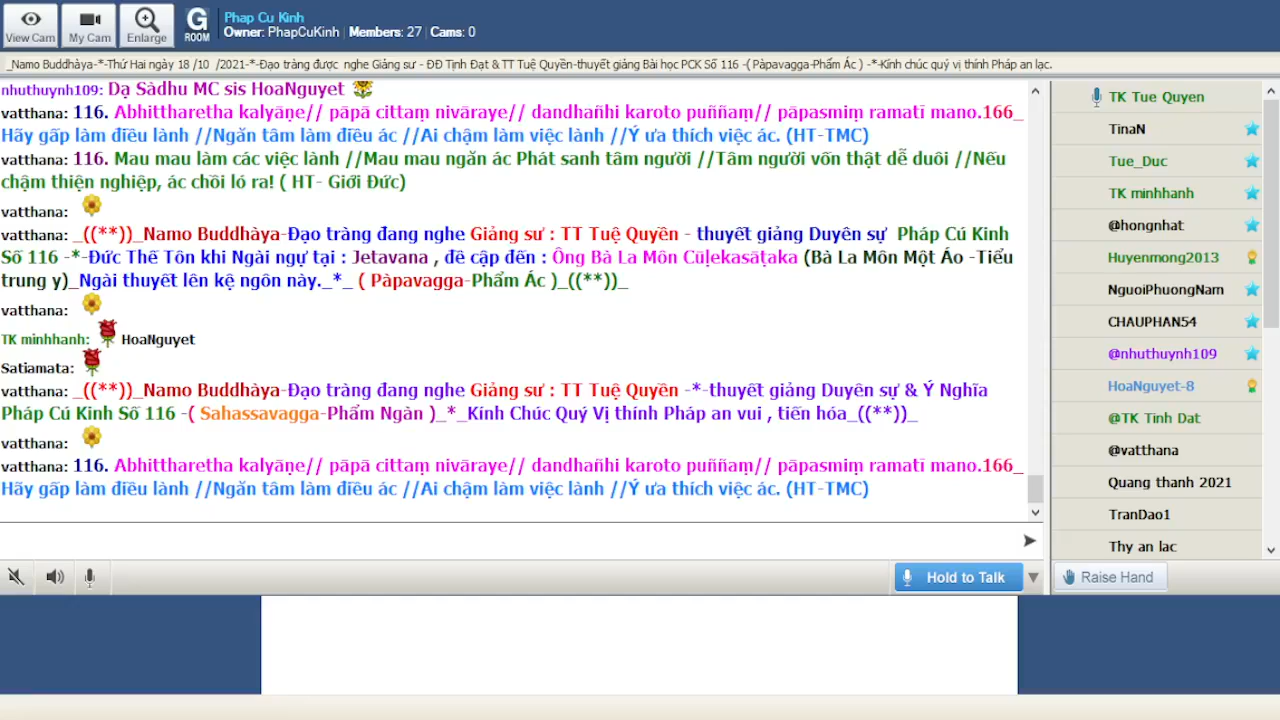 View Cam
My Cam
Enlarge
G ROOM
Phap Cu Kinh
Owner: PhapCuKinh | Members: 27 | Cams: 0
_Namo Buddhàya-*-Thứ Hai ngày 18 /10 /2021-*-Đạo tràng được nghe Giảng sư - ĐĐ Tịnh Đạt & TT Tuệ Quyền-thuyết giảng Bài học PCK Số 116 -( Pàpavagga-Phẩm Ác ) -*-Kính chúc quý vị thính Pháp an lạc.
nhuthuynh109: Dạ Sàdhu MC sis HoaNguyet
vatthana: 116. Abhittharetha kalyāṇe// pāpā cittaṃ nivāraye// dandhañhi karoto puññaṃ// pāpasmiṃ ramatī mano.166_
Hãy gấp làm điều lành //Ngăn tâm làm điều ác //Ai chậm làm việc lành //Ý ưa thích việc ác. (HT-TMC)
vatthana: 116. Mau mau làm các việc lành //Mau mau ngăn ác Phát sanh tâm người //Tâm người vốn thật dễ duôi //Nếu
chậm thiện nghiệp, ác chồi ló ra! ( HT- Giới Đức)
vatthana:
vatthana: _((**))_Namo Buddhàya-Đạo tràng đang nghe Giảng sư : TT Tuệ Quyền - thuyết giảng Duyên sự Pháp Cú Kinh
Số 116 -*-Đức Thế Tôn khi Ngài ngự tại : Jetavana , đề cập đến : Ông Bà La Môn Cūḷekasāṭaka (Bà La Môn Một Áo -Tiểu
trung y)_Ngài thuyết lên kệ ngôn này._*_ ( Pàpavagga-Phẩm Ác )_((**))_
vatthana:
TK minhhanh: HoaNguyet
Satiamata:
vatthana: _((**))_Namo Buddhàya-Đạo tràng đang nghe Giảng sư : TT Tuệ Quyền -*-thuyết giảng Duyên sự & Ý Nghĩa
Pháp Cú Kinh Số 116 -( Sahassavagga-Phẩm Ngàn )_*_Kính Chúc Quý Vị thính Pháp an vui , tiến hóa_((**))_
vatthana:
vatthana: 116. Abhittharetha kalyāṇe// pāpā cittaṃ nivāraye// dandhañhi karoto puññaṃ// pāpasmiṃ ramatī mano.166_
Hãy gấp làm điều lành //Ngăn tâm làm điều ác //Ai chậm làm việc lành //Ý ưa thích việc ác. (HT-TMC)
Hold to Talk
TK Tue Quyen
TinaN
Tue_Duc
TK minhhanh
@hongnhat
Huyenmong2013
NguoiPhuongNam
CHAUPHAN54
@nhuthuynh109
HoaNguyet-8
@TK Tinh Dat
@vatthana
Quang thanh 2021
TranDao1
Thy an lac
Raise Hand